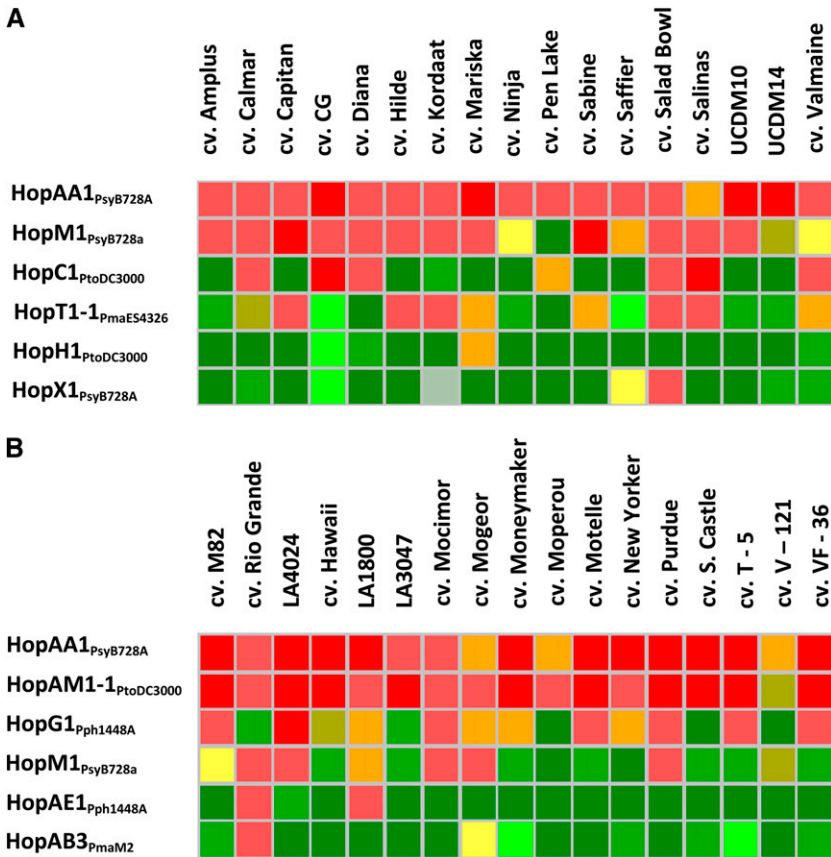 A
cv. Amplus
cv. Calmar
cv. Capitan
cv. CG
cv. Diana
cv. Hilde
cv. Kordaat
cv. Mariska
cv. Ninja
cv. Pen Lake
cv. Sabine
cv. Saffier
cv. Salad Bowl
cv. Salinas
UCDM10
UCDM14
cv. Valmaine
HopAA1PsyB728A
HopM1PsyB728a
HopC1PtoDC3000
HopT1-1PmaES4326
HopH1PtoDC3000
HopX1PsyB728A
B
cv. M82
cv. Rio Grande
LA4024
cv. Hawaii
LA1800
LA3047
cv. Mocimor
cv. Mogeor
cv. Moneymaker
cv. Moperou
cv. Motelle
cv. New Yorker
cv. Purdue
cv. S. Castle
cv. T - 5
cv. V – 121
cv. VF - 36
HopAA1PsyB728A
HopAM1-1PtoDC3000
HopG1Pph1448A
HopM1PsyB728a
HopAE1Pph1448A
HopAB3PmaM2